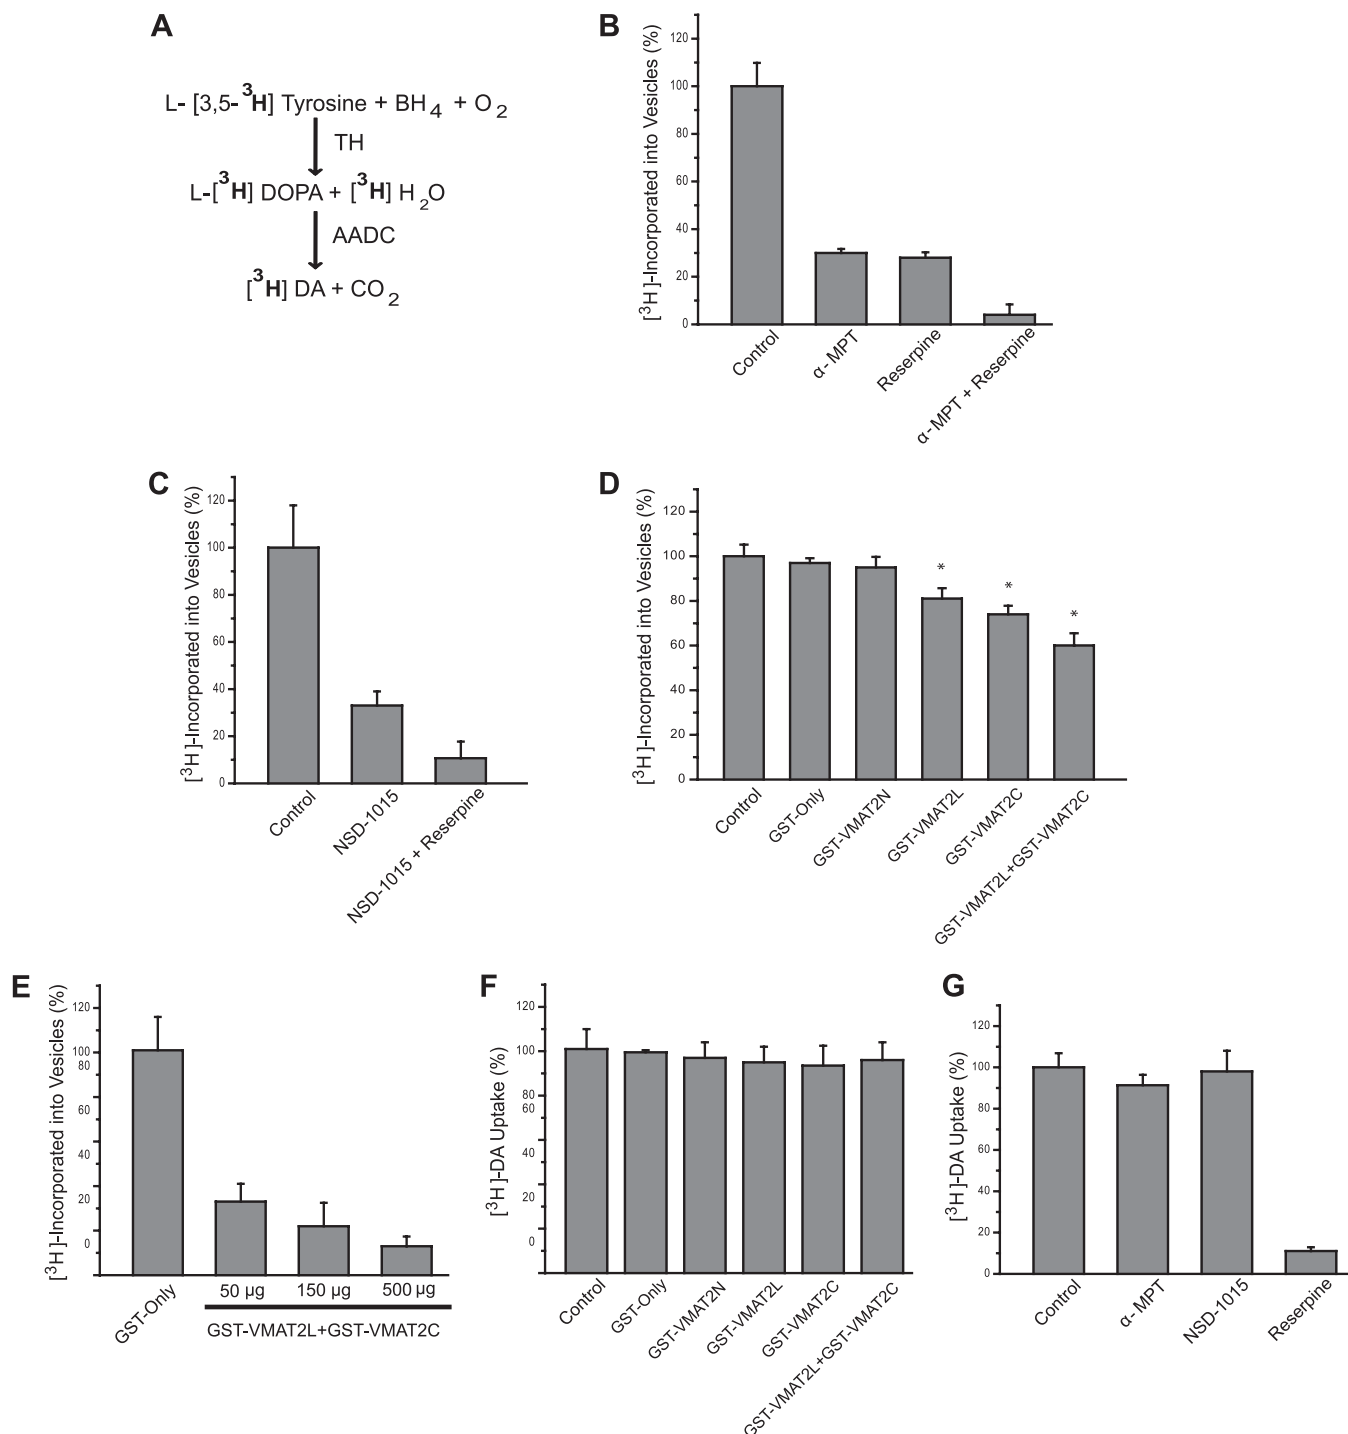 A
L- [3,5-³H] Tyrosine + BH₄ + O₂
TH
L-[³H] DOPA + [³H] H₂O
AADC
[³H] DA + CO₂
B
[³H]-Incorporated into Vesicles (%)
120
100
80
60
40
20
0
Control
α- MPT
Reserpine
α-MPT + Reserpine
C
[³H]-Incorporated into Vesicles (%)
120
100
80
60
40
20
0
Control
NSD-1015
NSD-1015 + Reserpine
D
[³H]-Incorporated into Vesicles (%)
120
100
80
60
40
20
0
*
*
*
Control
GST-Only
GST-VMAT2N
GST-VMAT2L
GST-VMAT2C
GST-VMAT2L+GST-VMAT2C
E
[³H]-Incorporated into Vesicles (%)
120
100
80
60
40
20
0
GST-Only
50 µg 150 µg 500 µg
GST-VMAT2L+GST-VMAT2C
F
[³H]-DA Uptake (%)
120
100
80
60
40
20
0
Control
GST-Only
GST-VMAT2N
GST-VMAT2L
GST-VMAT2C
GST-VMAT2L+GST-VMAT2C
G
[³H]-DA Uptake (%)
120
100
80
60
40
20
0
Control
α- MPT
NSD-1015
Reserpine